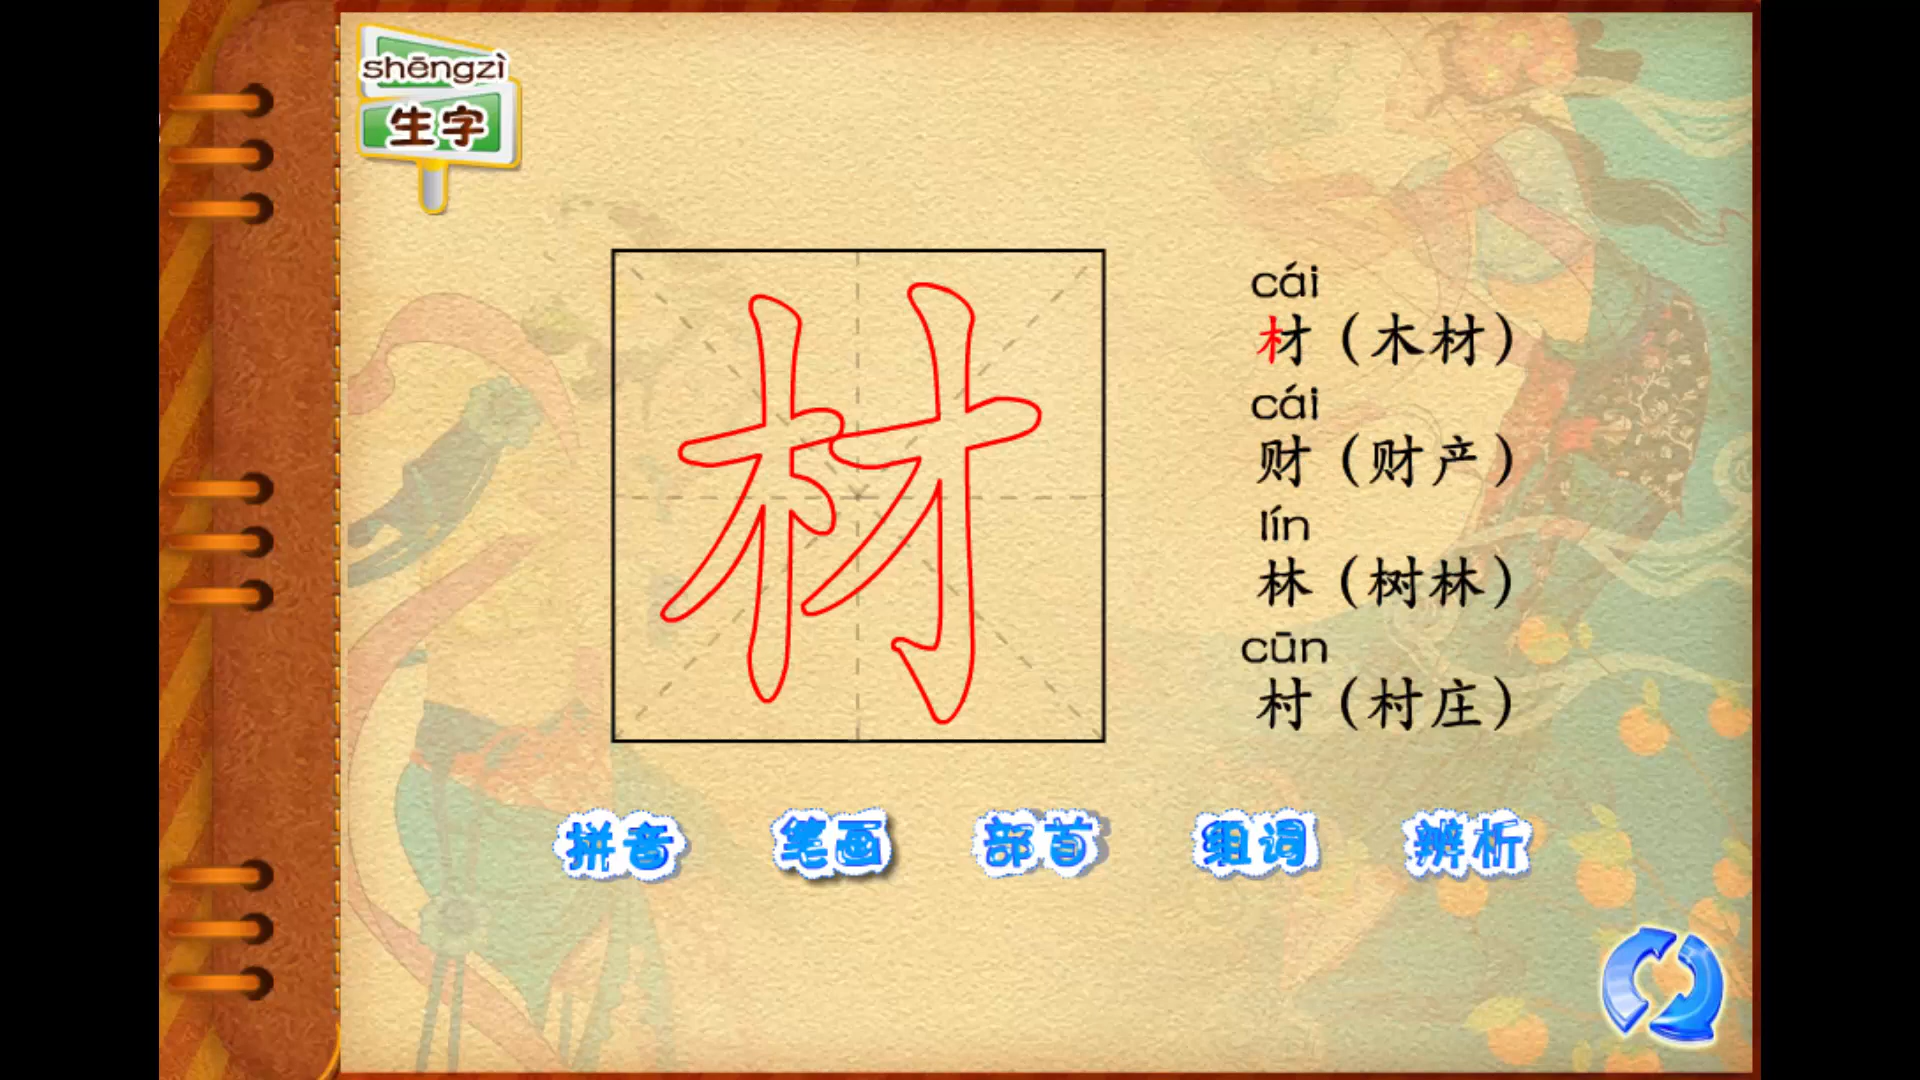 shēngzì
生字
材
cái
材（木材）
cái
财（财产）
lín
林（树林）
cūn
村（村庄）
拼音 笔画 部首 组词 辨析